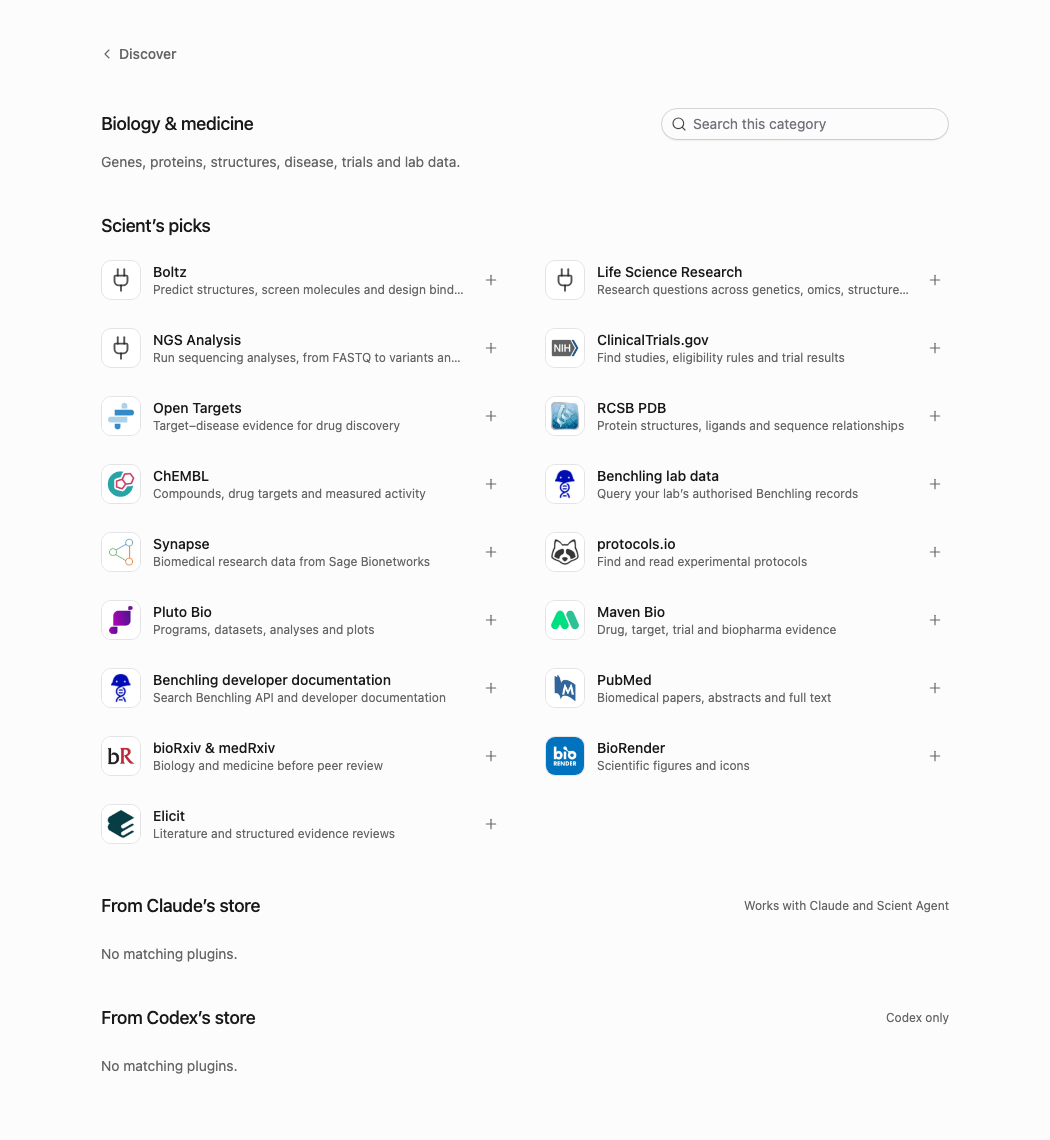 Discover
Biology & medicine
Search this category
Genes, proteins, structures, disease, trials and lab data.
Scient's picks
Boltz
Predict structures, screen molecules and design bind...
Life Science Research
Research questions across genetics, omics, structure...
NGS Analysis
Run sequencing analyses, from FASTQ to variants an...
NIH
ClinicalTrials.gov
Find studies, eligibility rules and trial results
Open Targets
Target–disease evidence for drug discovery
RCSB PDB
Protein structures, ligands and sequence relationships
ChEMBL
Compounds, drug targets and measured activity
Benchling lab data
Query your lab's authorised Benchling records
Synapse
Biomedical research data from Sage Bionetworks
protocols.io
Find and read experimental protocols
Pluto Bio
Programs, datasets, analyses and plots
Maven Bio
Drug, target, trial and biopharma evidence
Benchling developer documentation
Search Benchling API and developer documentation
M
PubMed
Biomedical papers, abstracts and full text
bR
bioRxiv & medRxiv
Biology and medicine before peer review
bio
RENDER
BioRender
Scientific figures and icons
Elicit
Literature and structured evidence reviews
From Claude's store
Works with Claude and Scient Agent
No matching plugins.
From Codex's store
Codex only
No matching plugins.